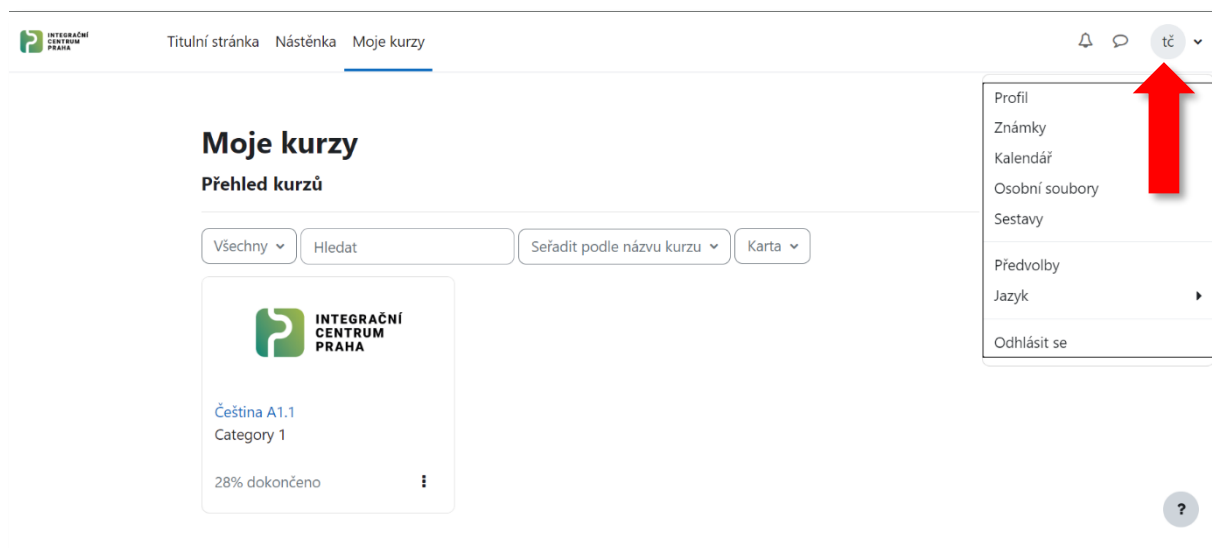 INTEGRAČNÍ
CENTRUM
PRAHA
Titulní stránka Nástěnka Moje kurzy
tč
Profil
Známky
Kalendář
Osobní soubory
Sestavy
Předvolby
Jazyk
Odhlásit se
Moje kurzy
Přehled kurzů
Všechny Hledat Seřadit podle názvu kurzu Karta
INTEGRAČNÍ
CENTRUM
PRAHA
Čeština A1.1
Category 1
28% dokončeno
?